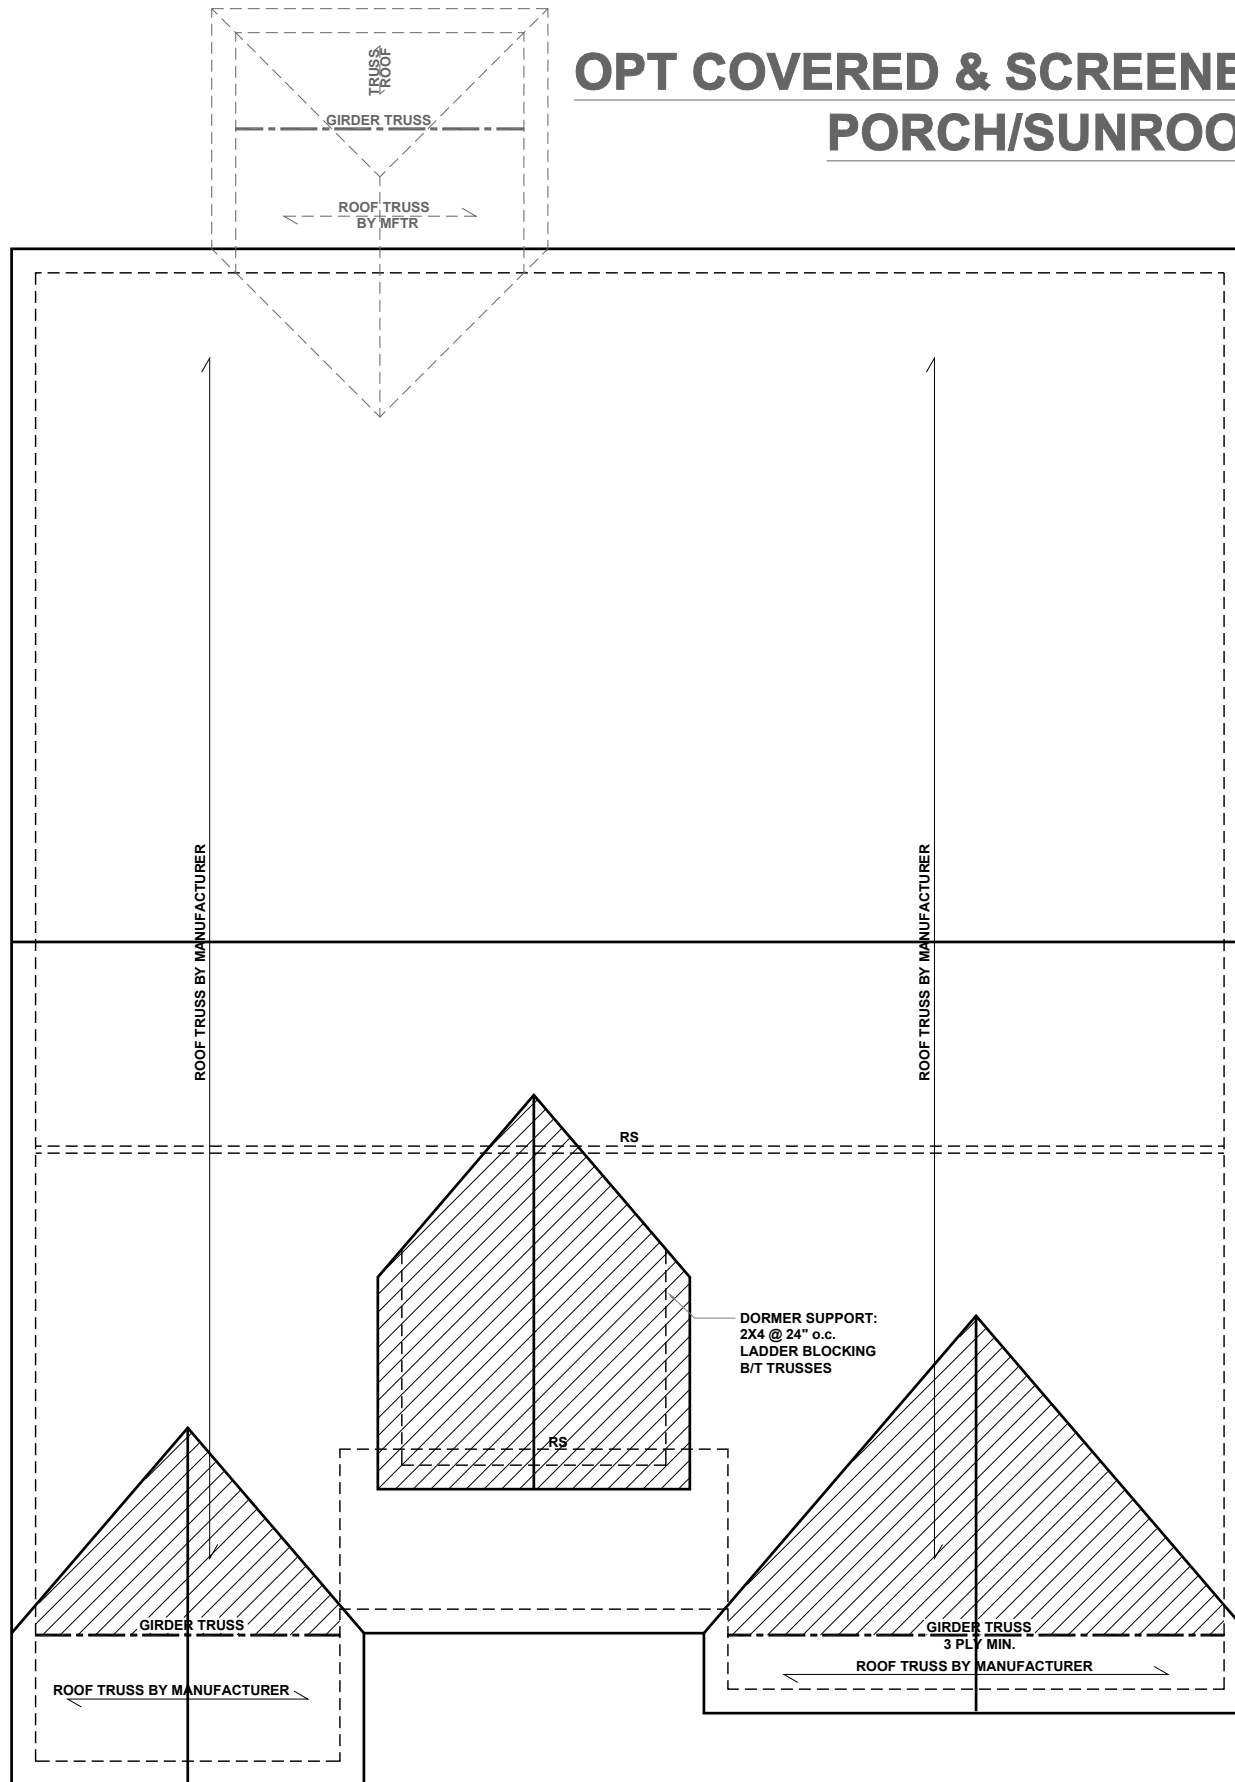 OPT COVERED & SCREENE
PORCH/SUNROO
TRUSS
ROOF
GIRDER TRUSS
ROOF TRUSS
BY MFTR
ROOF TRUSS BY MANUFACTURER
ROOF TRUSS BY MANUFACTURER
RS
DORMER SUPPORT:
2X4 @ 24" o.c.
LADDER BLOCKING
B/T TRUSSES
RS
GIRDER TRUSS
ROOF TRUSS BY MANUFACTURER
GIRDER TRUSS
3 PLY MIN.
ROOF TRUSS BY MANUFACTURER